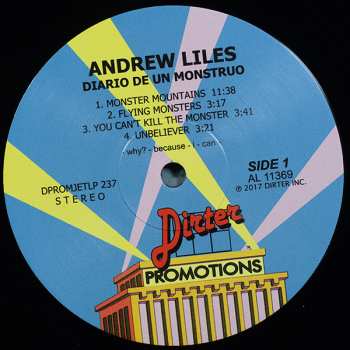 ANDREW LILES
DIARIO DE UN MONSTRUO
1. MONSTER MOUNTAINS 11:38
2. FLYING MONSTERS 3:17
3. YOU CAN'T KILL THE MONSTER 3:41
4. UNBELIEVER 3:21
why? - because - I - can
DPROMJETLP 237
STEREO
SIDE 1
AL 11369
℗ 2017 DIRTER INC.
Dirter
PROMOTIONS